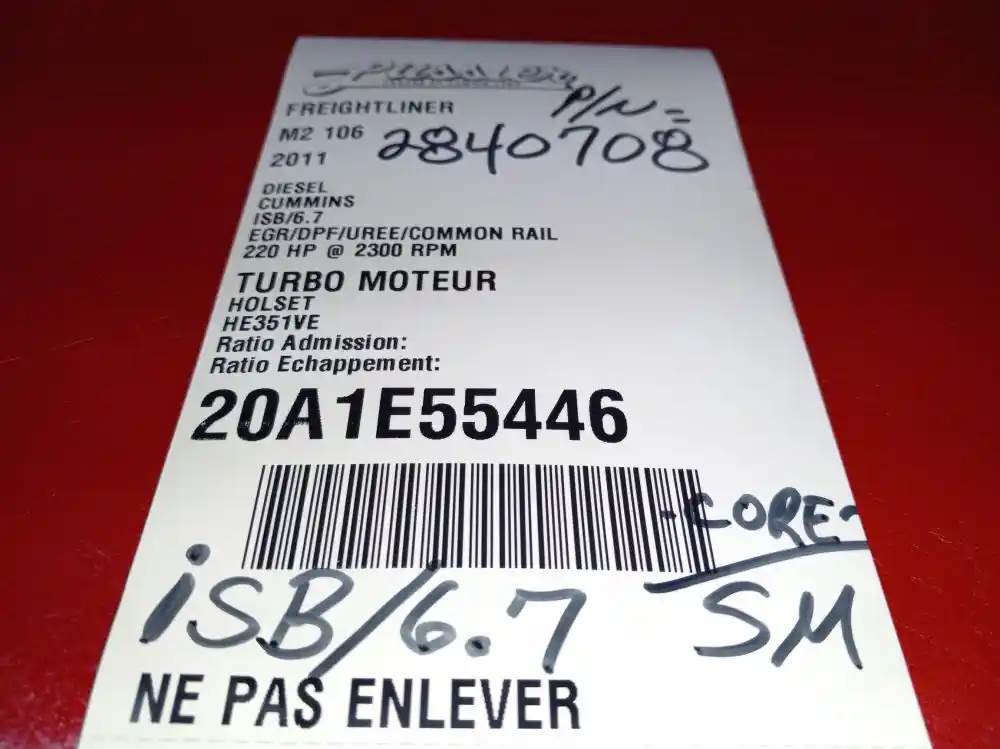 P/N=
FREIGHTLINER
M2 106
2840708
2011
DIESEL
CUMMINS
ISB/6.7
EGR/DPF/UREE/COMMON RAIL
220 HP @ 2300 RPM
TURBO MOTEUR
HOLSET
HE351VE
Ratio Admission:
Ratio Echappement:
20A1E55446
-CORE-
iSB/6.7
SM
NE PAS ENLEVER